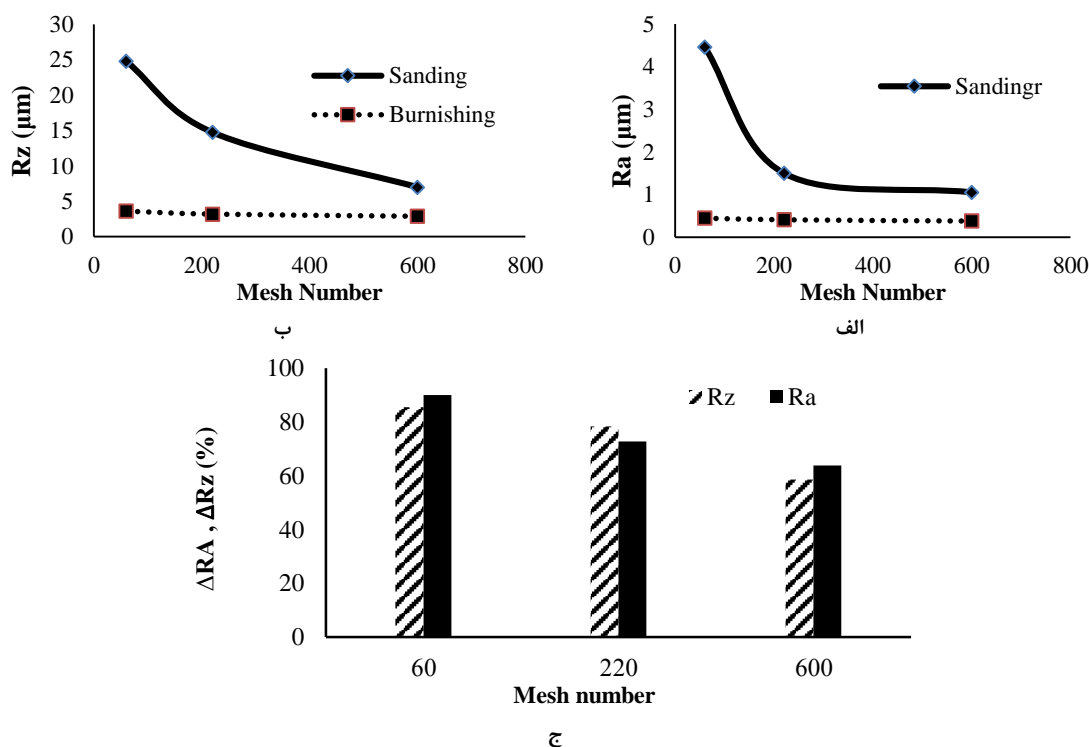 30
25
20
15
10
5
0
Rz (μm)
Sanding
Burnishing
0 200 400 600 800
Mesh Number
ب
5
4
3
2
1
0
Ra (μm)
Sandingr
0 200 400 600 800
Mesh Number
الف
100
80
60
40
20
0
ΔRA , ΔRz (%)
Rz Ra
60 220 600
Mesh number
ج